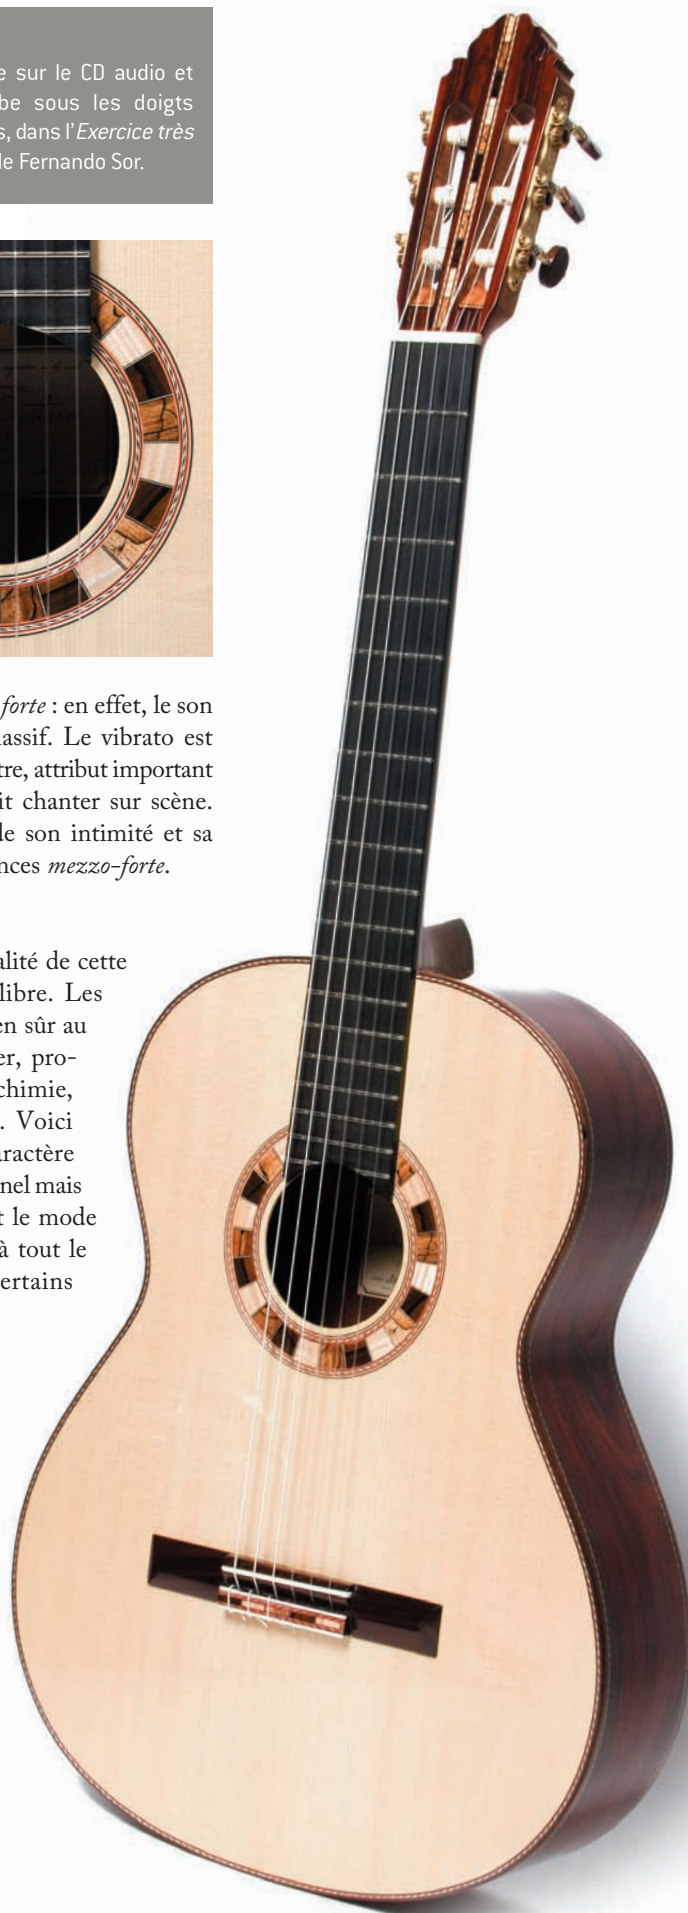 e sur le CD audio et
be sous les doigts
s, dans l'Exercice très
le Fernando Sor.
forte : en effet, le son
assif. Le vibrato est
tre, attribut important
it chanter sur scène.
de son intimité et sa
nces mezzo-forte.
alité de cette
libre. Les
en sûr au
er, pro-
chimie,
. Voici
aractère
nel mais
t le mode
à tout le
ertains